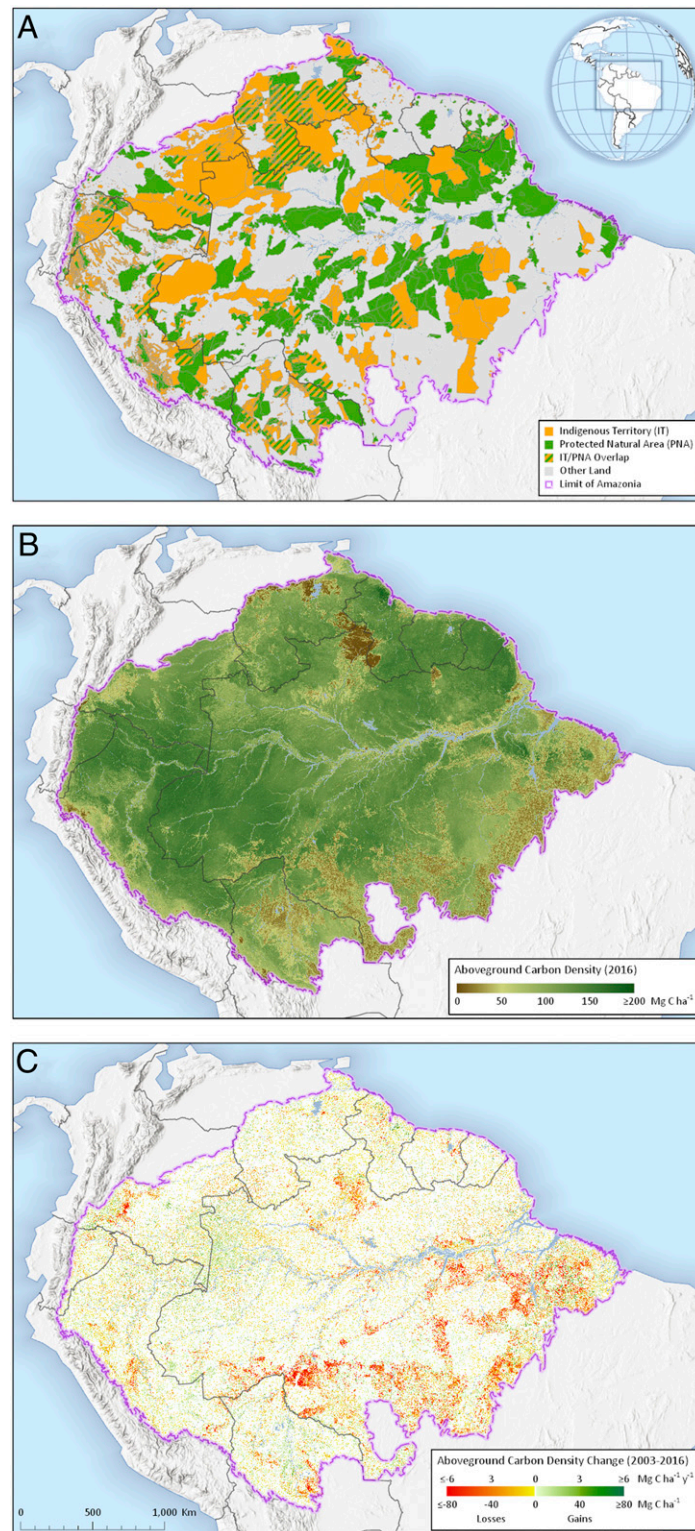 A
Indigenous Territory (IT)
Protected Natural Area (PNA)
IT/PNA Overlap
Other Land
Limit of Amazonia
B
Aboveground Carbon Density (2016)
0 50 100 150 ≥200 Mg C ha⁻¹
C
Aboveground Carbon Density Change (2003-2016)
≤-6 3 0 3 ≥6 Mg C ha⁻¹ y⁻¹
≤-80 -40 0 40 ≥80 Mg C ha⁻¹
Losses Gains
0 500 1,000 Km